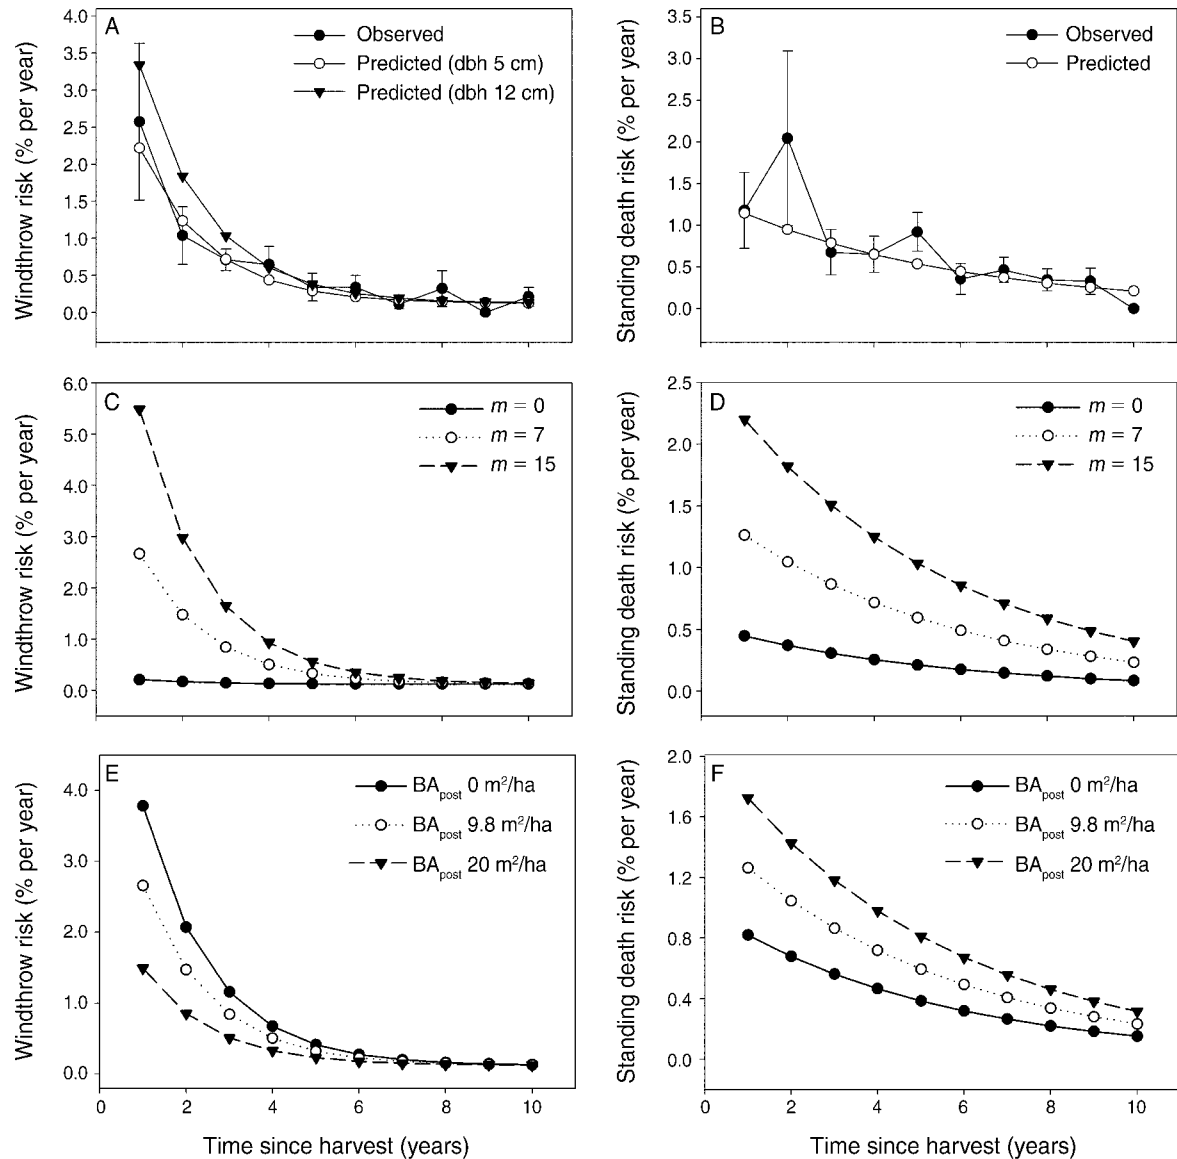 A
Observed
Predicted (dbh 5 cm)
Predicted (dbh 12 cm)
Windthrow risk (% per year)
4.0
3.5
3.0
2.5
2.0
1.5
1.0
0.5
0.0
B
Observed
Predicted
Standing death risk (% per year)
3.5
3.0
2.5
2.0
1.5
1.0
0.5
0.0
C
m = 0
m = 7
m = 15
Windthrow risk (% per year)
6.0
5.0
4.0
3.0
2.0
1.0
0.0
D
m = 0
m = 7
m = 15
Standing death risk (% per year)
2.5
2.0
1.5
1.0
0.5
0.0
E
BApost 0 m²/ha
BApost 9.8 m²/ha
BApost 20 m²/ha
Windthrow risk (% per year)
4.0
3.0
2.0
1.0
0.0
0 2 4 6 8 10
Time since harvest (years)
F
BApost 0 m²/ha
BApost 9.8 m²/ha
BApost 20 m²/ha
Standing death risk (% per year)
2.0
1.6
1.2
0.8
0.4
0.0
0 2 4 6 8 10
Time since harvest (years)